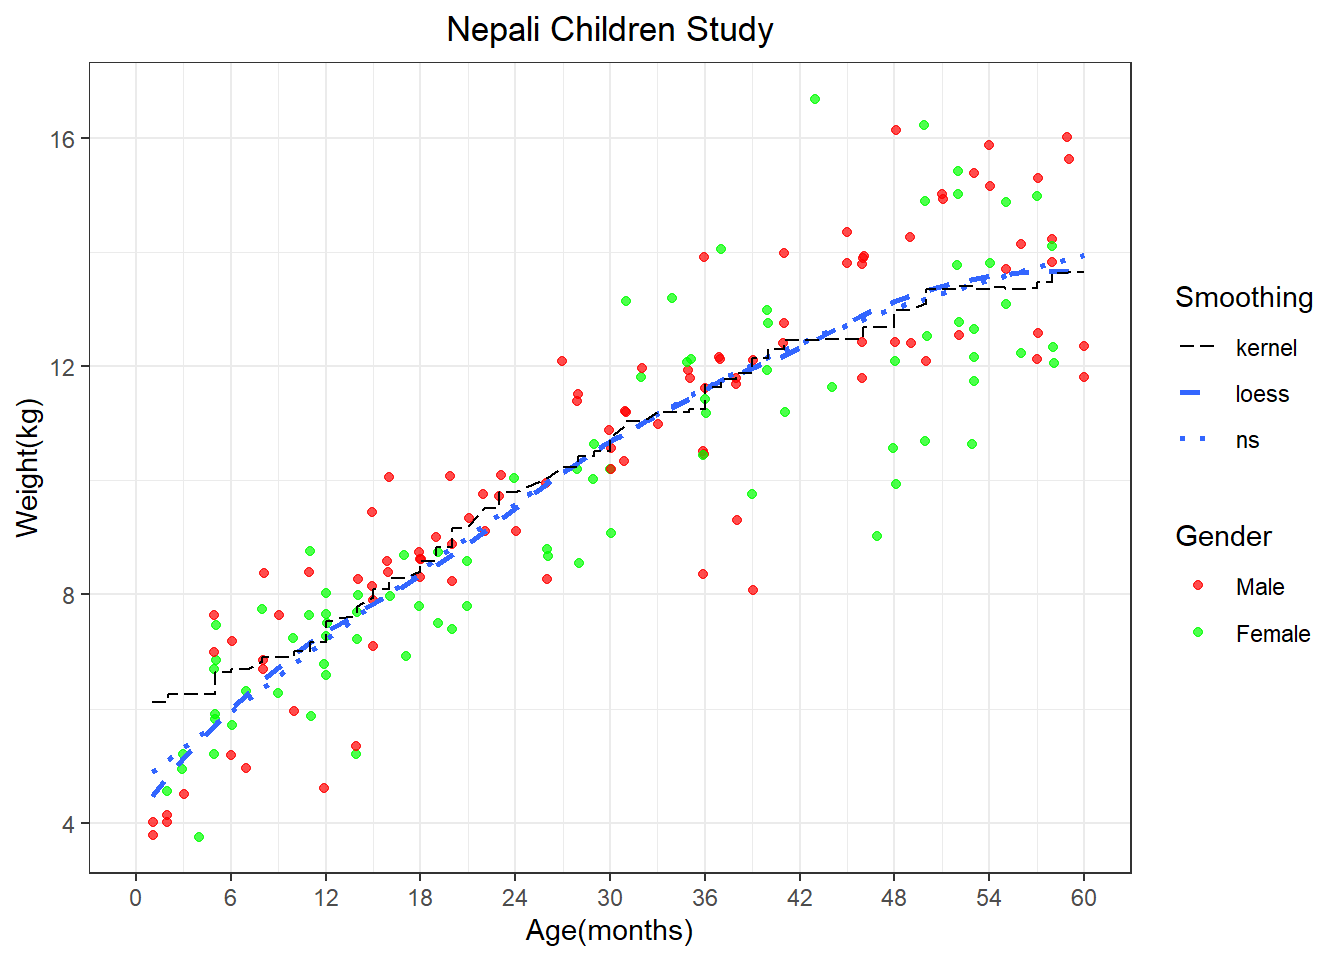 Nepali Children Study
16
12
8
4
Weight(kg)
0 6 12 18 24 30 36 42 48 54 60
Age(months)
Smoothing
kernel
loess
ns
Gender
Male
Female